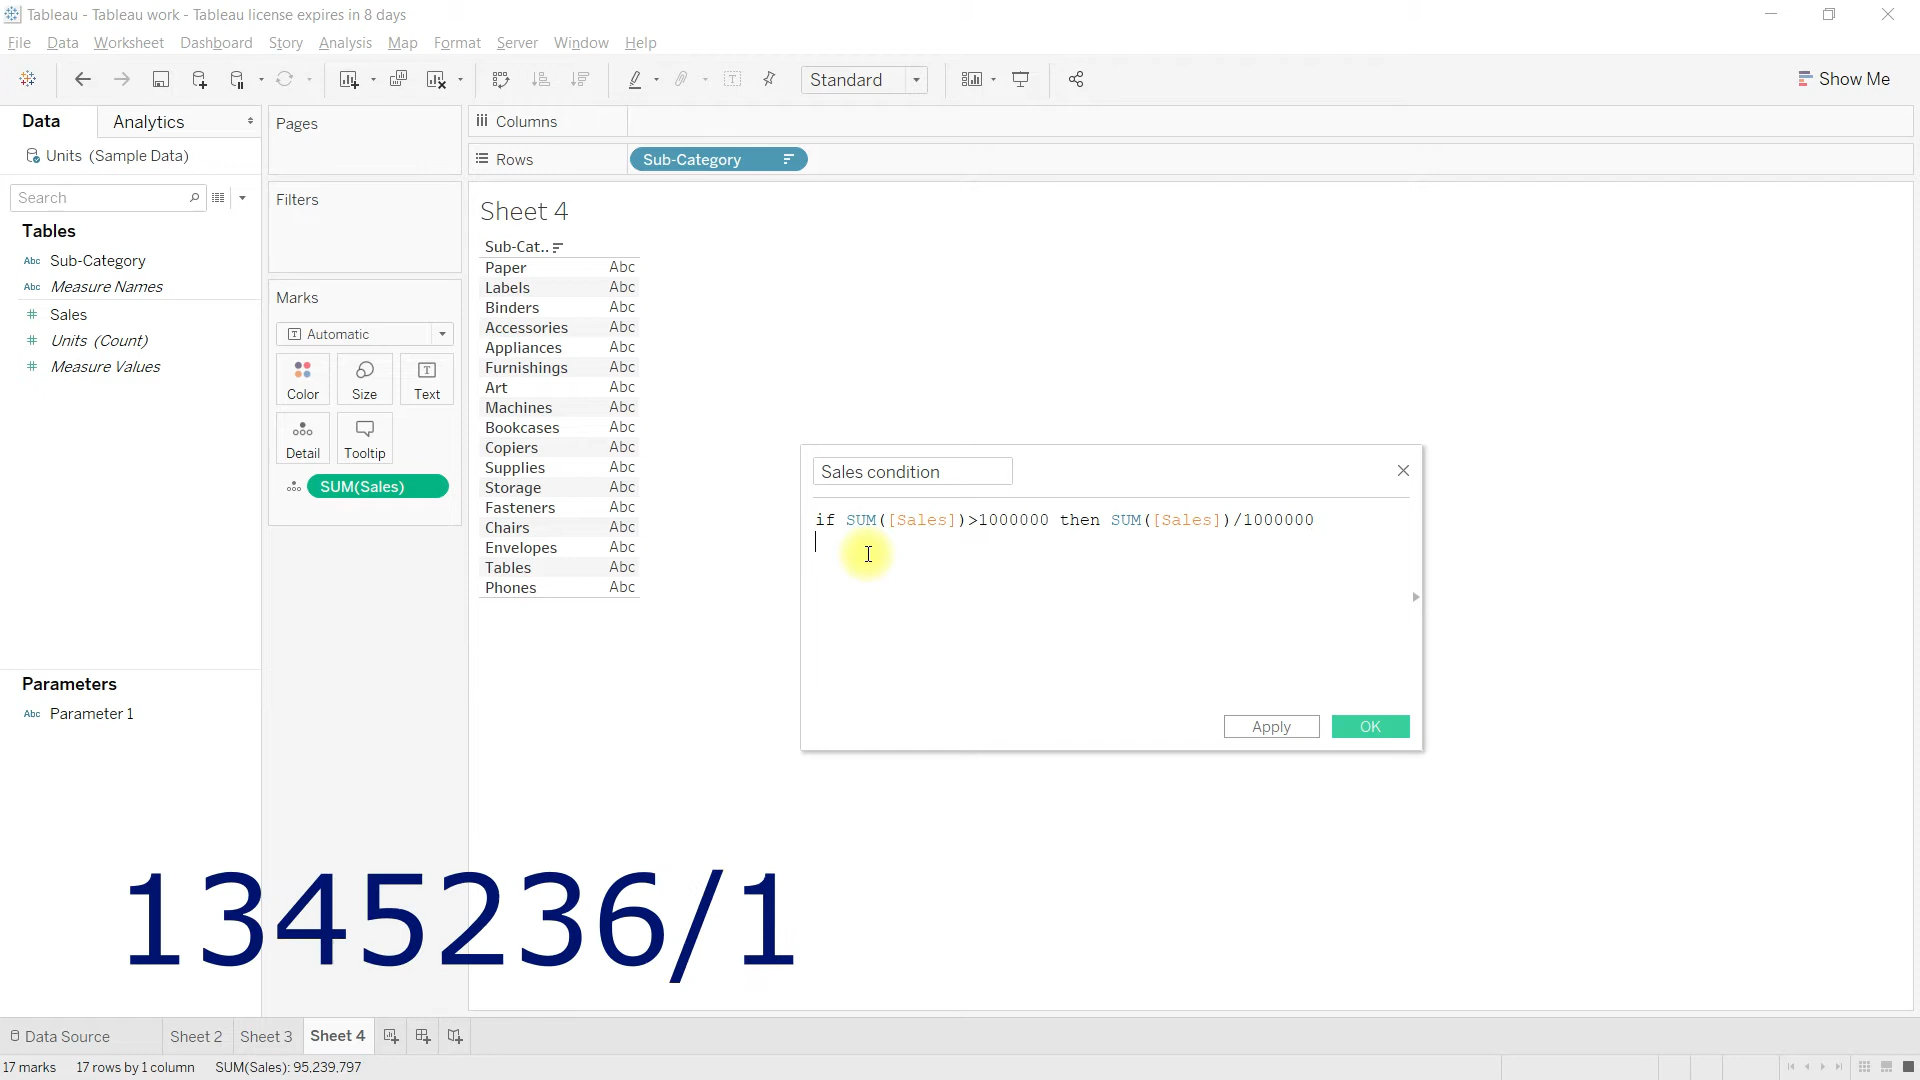 Tableau - Tableau work - Tableau license expires in 8 days
File Data Worksheet Dashboard Story Analysis Map Format Server Window Help
Standard
Show Me
Data Analytics
Units (Sample Data)
Search
Tables
Abc Sub-Category
Abc Measure Names
Sales
Units (Count)
Measure Values
Parameters
Abc Parameter 1
Pages
Filters
Marks
Automatic
Color Size Text
Detail Tooltip
SUM(Sales)
Columns
Rows Sub-Category
Sheet 4
Sub-Cat..
Paper Abc
Labels Abc
Binders Abc
Accessories Abc
Appliances Abc
Furnishings Abc
Art Abc
Machines Abc
Bookcases Abc
Copiers Abc
Supplies Abc
Storage Abc
Fasteners Abc
Chairs Abc
Envelopes Abc
Tables Abc
Phones Abc
Sales condition
if SUM([Sales])>1000000 then SUM([Sales])/1000000
Apply OK
1345236/1
Data Source Sheet 2 Sheet 3 Sheet 4
17 marks 17 rows by 1 column SUM(Sales): 95,239,797